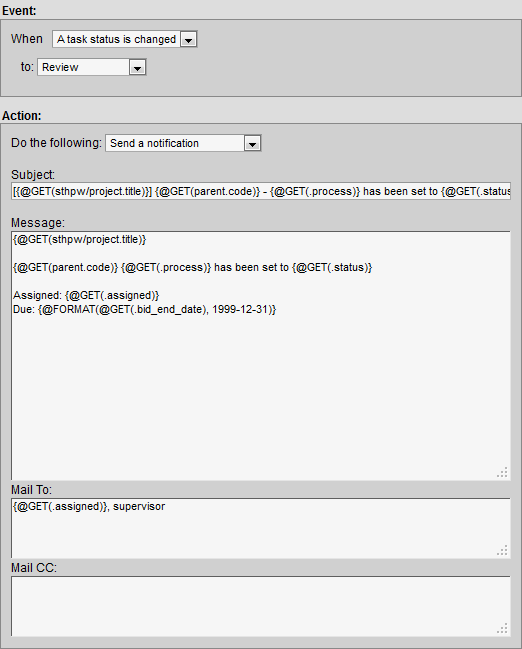 Event:
When A task status is changed
to: Review
Action:
Do the following: Send a notification
Subject:
[{@GET(sthpw/project.title)}] {@GET(parent.code)} - {@GET(.process)} has been set to {@GET(.status
Message:
{@GET(sthpw/project.title)}
{@GET(parent.code)} {@GET(.process)} has been set to {@GET(.status)}
Assigned: {@GET(.assigned)}
Due: {@FORMAT(@GET(.bid_end_date), 1999-12-31)}
Mail To:
{@GET(.assigned)}, supervisor
Mail CC: